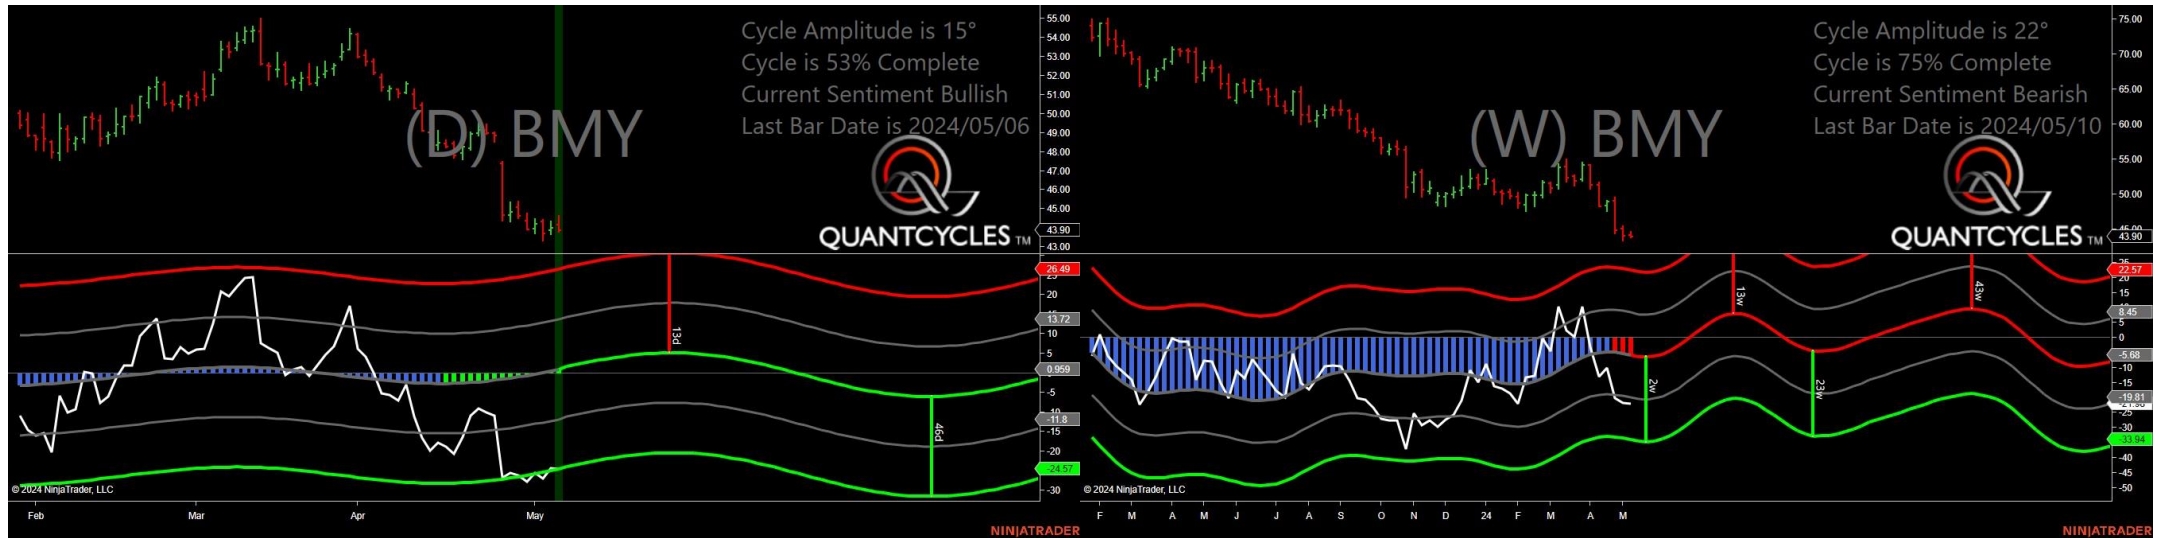 Cycle Amplitude is 15°
Cycle is 53% Complete
Current Sentiment Bullish
Last Bar Date is 2024/05/06
(D) BMY
QUANTCYCLES TM
55.00
54.00
53.00
52.00
51.00
50.00
49.00
48.00
47.00
46.00
45.00
43.90
43.00
26.49
20
13.72
10
5
0.959
-5
-11.8
-15
-20
-24.57
-30
13d
46d
© 2024 NinjaTrader, LLC
Feb
Mar
Apr
May
NINJATRADER
Cycle Amplitude is 22°
Cycle is 75% Complete
Current Sentiment Bearish
Last Bar Date is 2024/05/10
(W) BMY
QUANTCYCLES TM
75.00
70.00
65.00
60.00
55.00
50.00
43.90
22.57
20
15
8.45
5
0
-5.68
-10
-15
-19.81
-25
-30
-33.94
-40
-45
-50
2w
13w
23w
43w
© 2024 NinjaTrader, LLC
F M A M J J A S O N D 24 F M A M
NINJATRADER